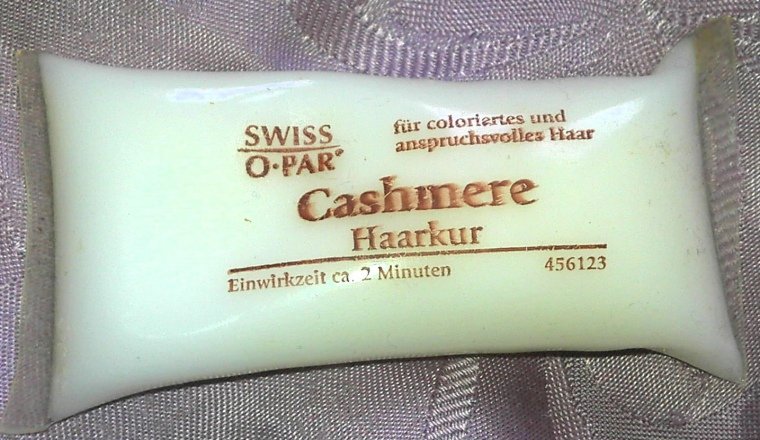 SWISS
O·PAR®
für coloriertes und
anspruchsvolles Haar
Cashmere
Haarkur
Einwirkzeit ca. 2 Minuten
456123